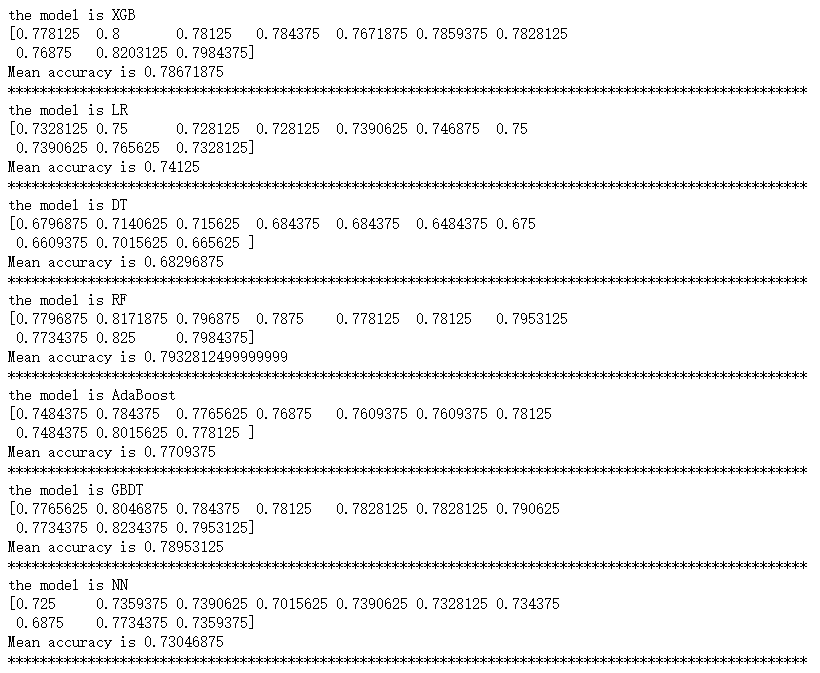 the model is XGB
[0.778125  0.8       0.78125   0.784375  0.7671875 0.7859375 0.7828125
 0.76875   0.8203125 0.7984375]
Mean accuracy is 0.78671875
****************************************************************************************************
the model is LR
[0.7328125 0.75      0.728125  0.728125  0.7390625 0.746875  0.75
 0.7390625 0.765625  0.7328125]
Mean accuracy is 0.74125
****************************************************************************************************
the model is DT
[0.6796875 0.7140625 0.715625  0.684375  0.684375  0.6484375 0.675
 0.6609375 0.7015625 0.665625 ]
Mean accuracy is 0.68296875
****************************************************************************************************
the model is RF
[0.7796875 0.8171875 0.796875  0.7875    0.778125  0.78125   0.7953125
 0.7734375 0.825     0.7984375]
Mean accuracy is 0.7932812499999999
****************************************************************************************************
the model is AdaBoost
[0.7484375 0.784375  0.7765625 0.76875   0.7609375 0.7609375 0.78125
 0.7484375 0.8015625 0.778125 ]
Mean accuracy is 0.7709375
****************************************************************************************************
the model is GBDT
[0.7765625 0.8046875 0.784375  0.78125   0.7828125 0.7828125 0.790625
 0.7734375 0.8234375 0.7953125]
Mean accuracy is 0.78953125
****************************************************************************************************
the model is NN
[0.725     0.7359375 0.7390625 0.7015625 0.7390625 0.7328125 0.734375
 0.6875    0.7734375 0.7359375]
Mean accuracy is 0.73046875
****************************************************************************************************